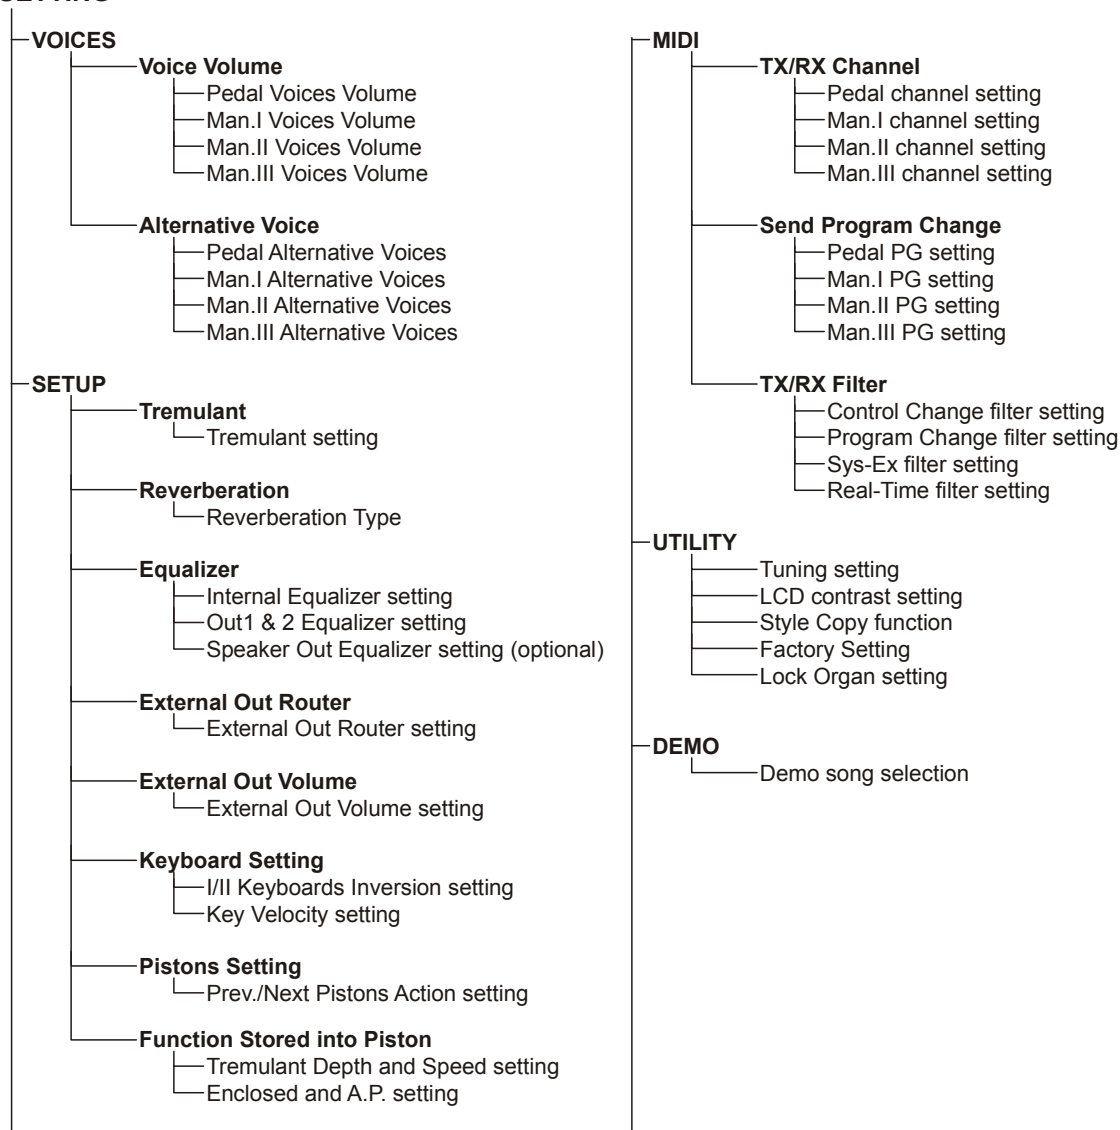 VOICES
Voice Volume
Pedal Voices Volume
Man.I Voices Volume
Man.II Voices Volume
Man.III Voices Volume
Alternative Voice
Pedal Alternative Voices
Man.I Alternative Voices
Man.II Alternative Voices
Man.III Alternative Voices
SETUP
Tremulant
Tremulant setting
Reverberation
Reverberation Type
Equalizer
Internal Equalizer setting
Out1 & 2 Equalizer setting
Speaker Out Equalizer setting (optional)
External Out Router
External Out Router setting
External Out Volume
External Out Volume setting
Keyboard Setting
I/II Keyboards Inversion setting
Key Velocity setting
Pistons Setting
Prev./Next Pistons Action setting
Function Stored into Piston
Tremulant Depth and Speed setting
Enclosed and A.P. setting
MIDI
TX/RX Channel
Pedal channel setting
Man.I channel setting
Man.II channel setting
Man.III channel setting
Send Program Change
Pedal PG setting
Man.I PG setting
Man.II PG setting
Man.III PG setting
TX/RX Filter
Control Change filter setting
Program Change filter setting
Sys-Ex filter setting
Real-Time filter setting
UTILITY
Tuning setting
LCD contrast setting
Style Copy function
Factory Setting
Lock Organ setting
DEMO
Demo song selection